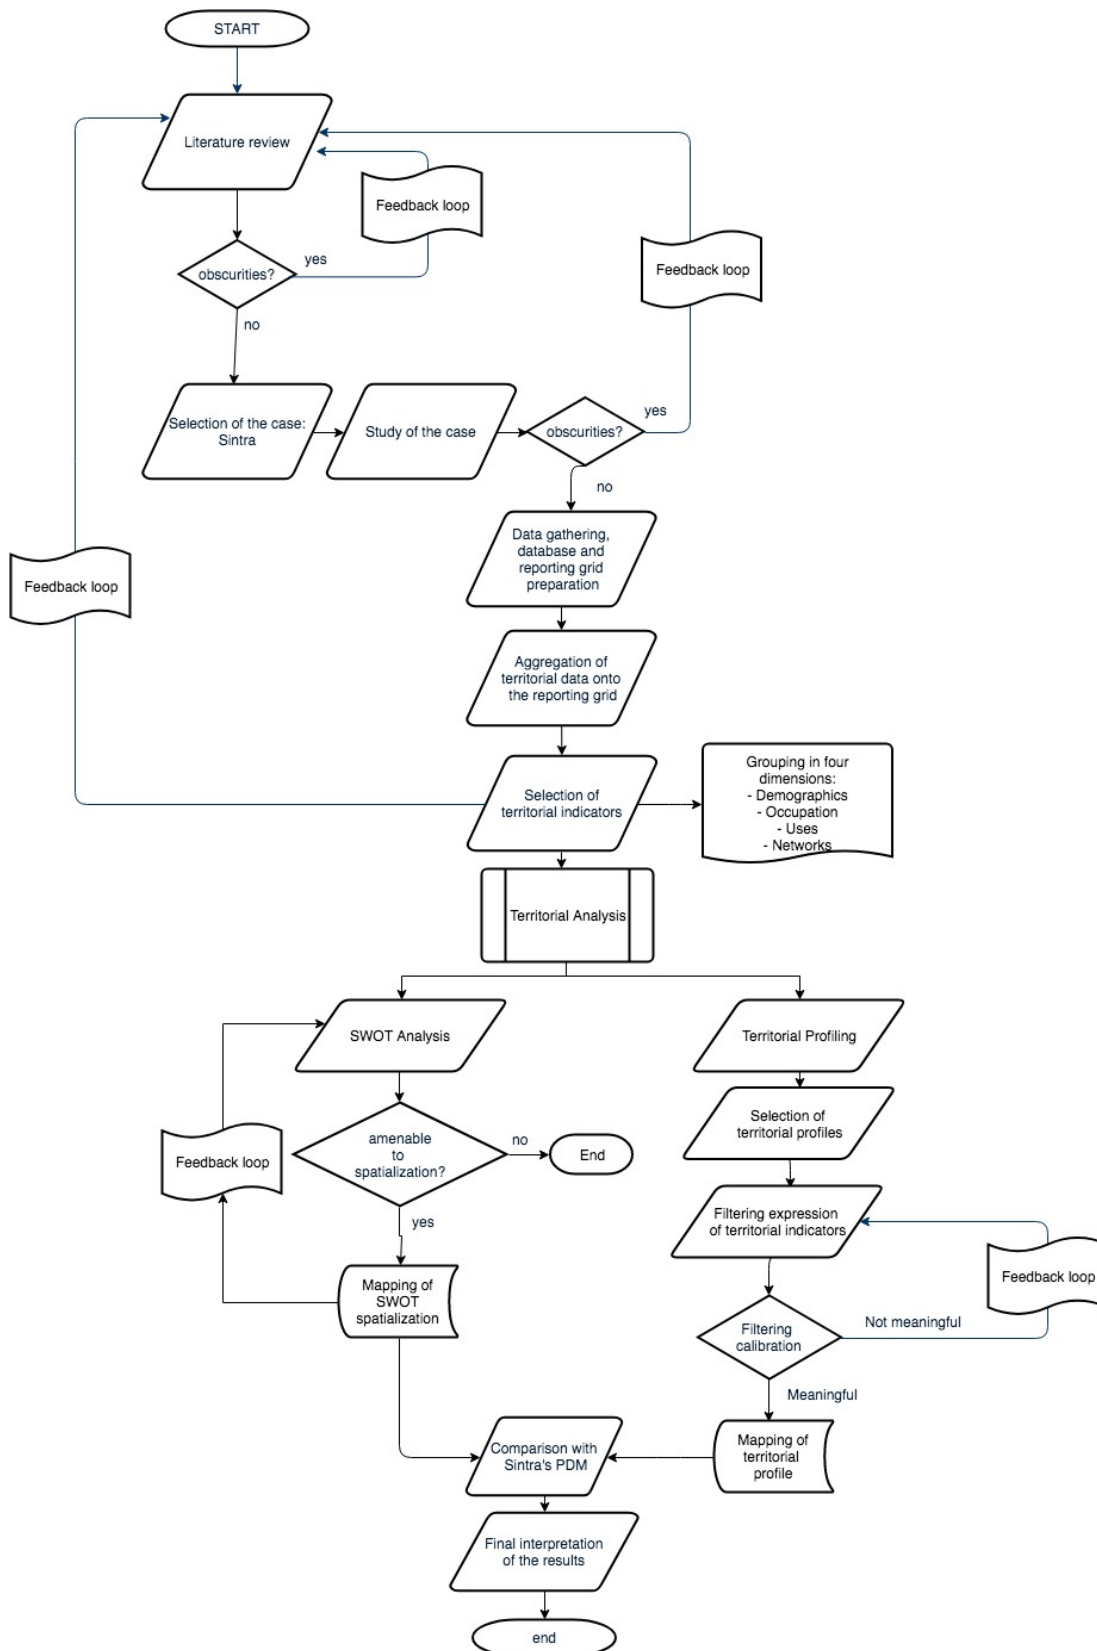 START
Literature review
Feedback loop
obscurities?
yes
no
Feedback loop
Selection of the case:
Sintra
Study of the case
obscurities?
yes
no
Data gathering,
database and
reporting grid
preparation
Feedback loop
Aggregation of
territorial data onto
the reporting grid
Selection of
territorial indicators
Grouping in four
dimensions:
- Demographics
- Occupation
- Uses
- Networks
Territorial Analysis
SWOT Analysis
Territorial Profiling
Selection of
territorial profiles
amenable
to
spatialization?
no
End
Feedback loop
yes
Filtering expression
of territorial indicators
Feedback loop
Mapping of
SWOT
spatialization
Filtering
calibration
Not meaningful
Meaningful
Mapping of
territorial
profile
Comparison with
Sintra's PDM
Final interpretation
of the results
end